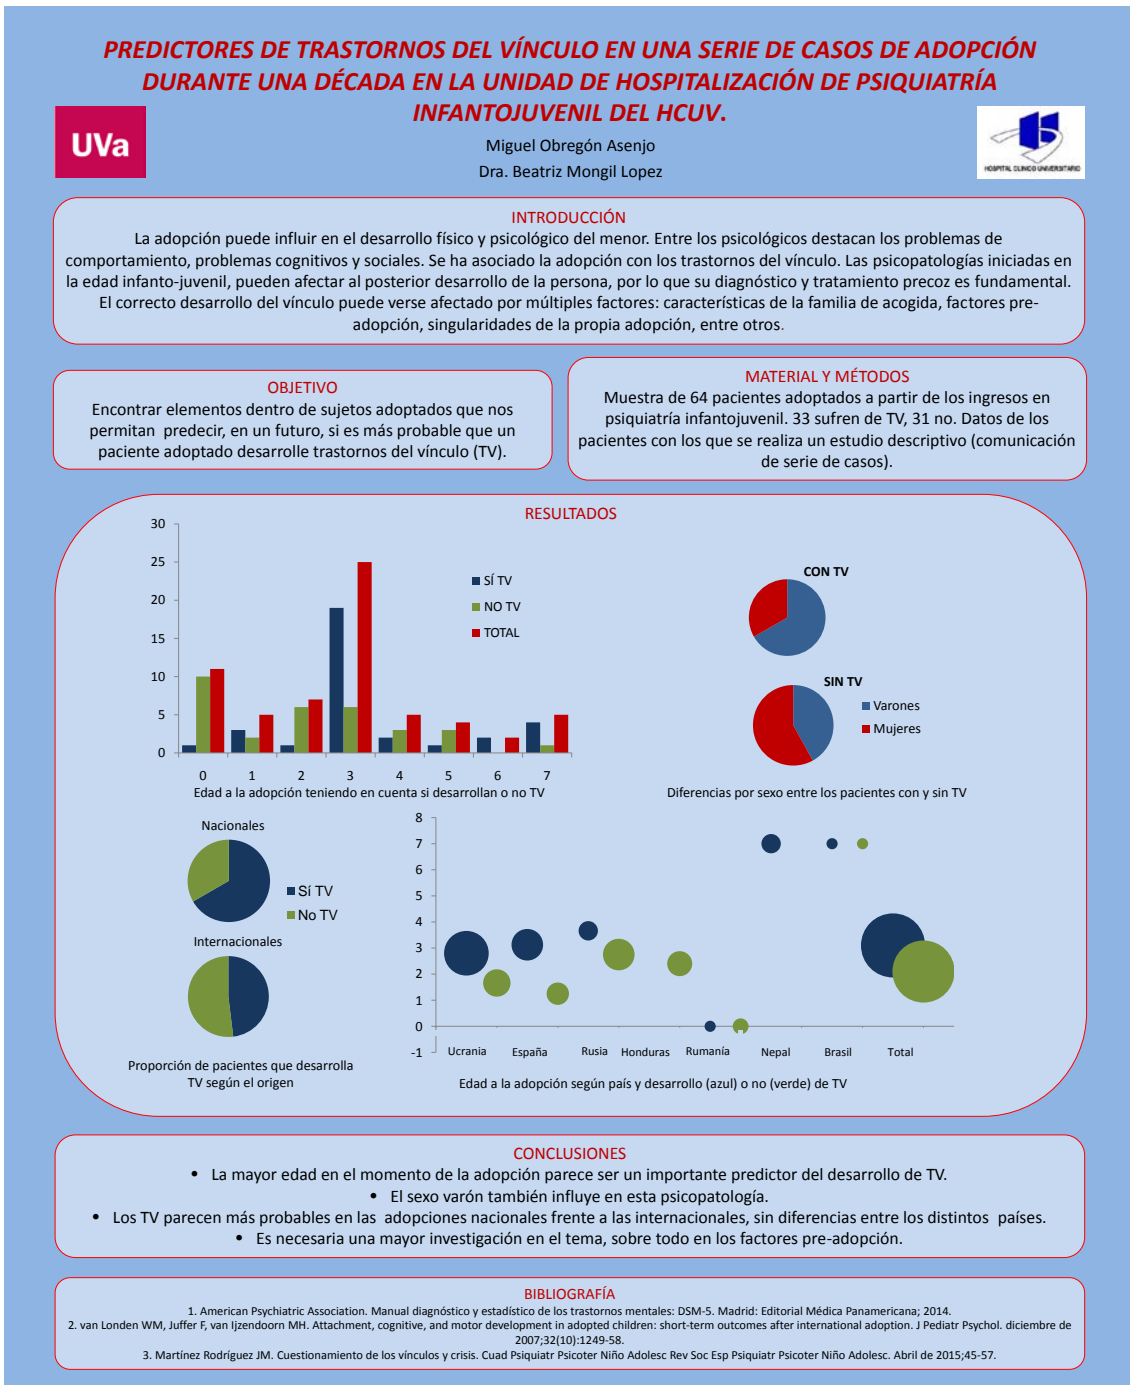 PREDICTORES DE TRASTORNOS DEL VÍNCULO EN UNA SERIE DE CASOS DE ADOPCIÓN
DURANTE UNA DÉCADA EN LA UNIDAD DE HOSPITALIZACIÓN DE PSIQUIATRÍA
INFANTOJUVENIL DEL HCUV.
UVa
Miguel Obregón Asenjo
Dra. Beatriz Mongil Lopez
HOSPITAL CLINICO UNIVERSITARIO
INTRODUCCIÓN
La adopción puede influir en el desarrollo físico y psicológico del menor. Entre los psicológicos destacan los problemas de
comportamiento, problemas cognitivos y sociales. Se ha asociado la adopción con los trastornos del vínculo. Las psicopatologías iniciadas en
la edad infanto-juvenil, pueden afectar al posterior desarrollo de la persona, por lo que su diagnóstico y tratamiento precoz es fundamental.
El correcto desarrollo del vínculo puede verse afectado por múltiples factores: características de la familia de acogida, factores pre-
adopción, singularidades de la propia adopción, entre otros.
OBJETIVO
Encontrar elementos dentro de sujetos adoptados que nos
permitan predecir, en un futuro, si es más probable que un
paciente adoptado desarrolle trastornos del vínculo (TV).
MATERIAL Y MÉTODOS
Muestra de 64 pacientes adoptados a partir de los ingresos en
psiquiatría infantojuvenil. 33 sufren de TV, 31 no. Datos de los
pacientes con los que se realiza un estudio descriptivo (comunicación
de serie de casos).
RESULTADOS
30
25
20
15
10
5
0
0 1 2 3 4 5 6 7
SÍ TV
NO TV
TOTAL
Edad a la adopción teniendo en cuenta si desarrollan o no TV
CON TV
SIN TV
Varones
Mujeres
Diferencias por sexo entre los pacientes con y sin TV
Nacionales
Sí TV
No TV
Internacionales
Proporción de pacientes que desarrolla
TV según el origen
8
7
6
5
4
3
2
1
0
-1
Ucrania España Rusia Honduras Rumanía Nepal Brasil Total
Edad a la adopción según país y desarrollo (azul) o no (verde) de TV
CONCLUSIONES
• La mayor edad en el momento de la adopción parece ser un importante predictor del desarrollo de TV.
• El sexo varón también influye en esta psicopatología.
• Los TV parecen más probables en las adopciones nacionales frente a las internacionales, sin diferencias entre los distintos países.
• Es necesaria una mayor investigación en el tema, sobre todo en los factores pre-adopción.
BIBLIOGRAFÍA
1. American Psychiatric Association. Manual diagnóstico y estadístico de los trastornos mentales: DSM-5. Madrid: Editorial Médica Panamericana; 2014.
2. van Londen WM, Juffer F, van Ijzendoorn MH. Attachment, cognitive, and motor development in adopted children: short-term outcomes after international adoption. J Pediatr Psychol. diciembre de
2007;32(10):1249-58.
3. Martínez Rodríguez JM. Cuestionamiento de los vínculos y crisis. Cuad Psiquiatr Psicoter Niño Adolesc Rev Soc Esp Psiquiatr Psicoter Niño Adolesc. Abril de 2015;45-57.